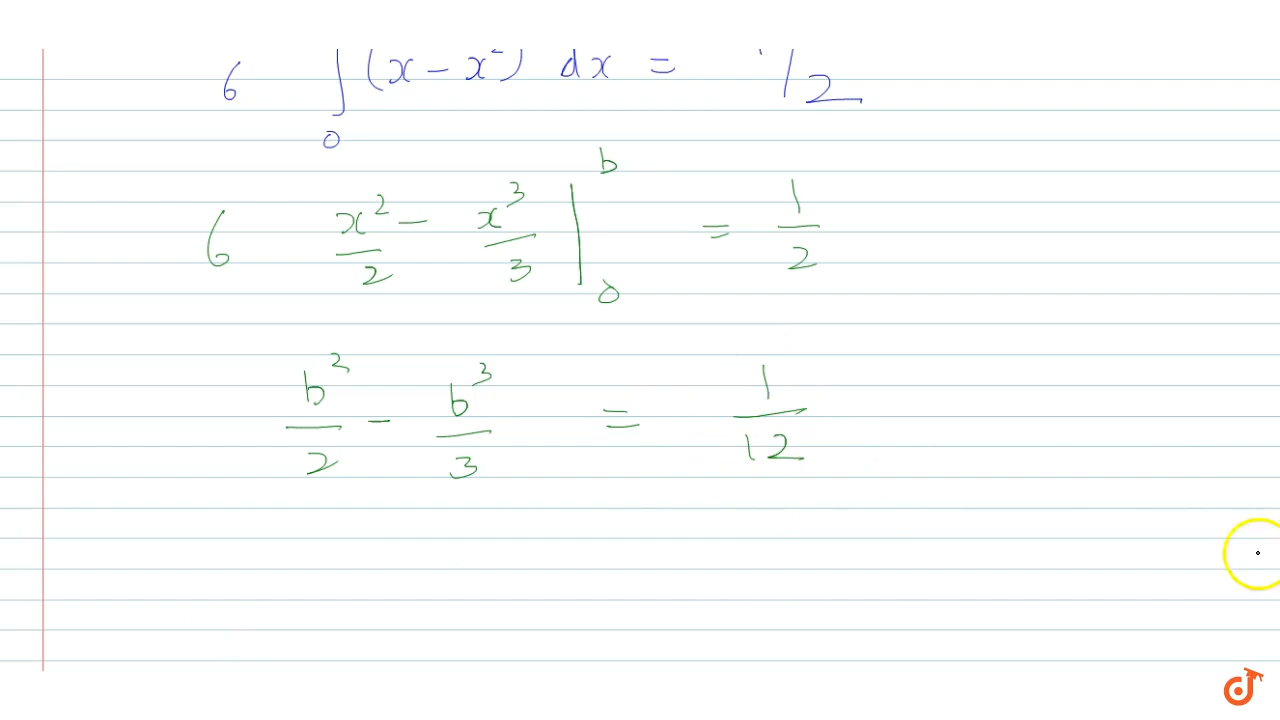 6 ∫₀ (x - x²) dx = 1/2
6 x²/2 - x³/3 |₀ᵇ = 1/2
b²/2 - b³/3 = 1/12